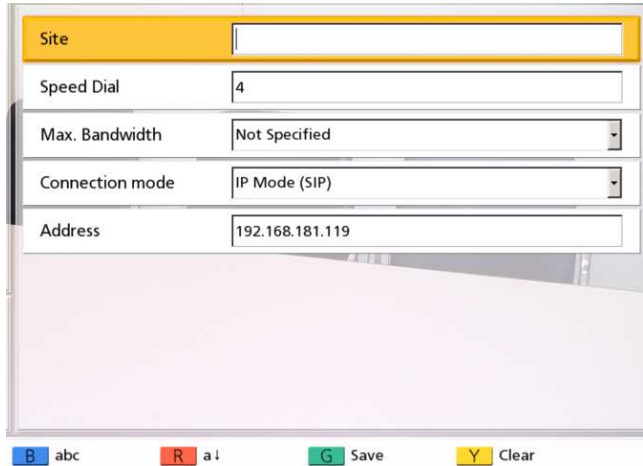 Site
Speed Dial 4
Max. Bandwidth Not Specified
Connection mode IP Mode (SIP)
Address 192.168.181.119
B abc R a↓ G Save Y Clear